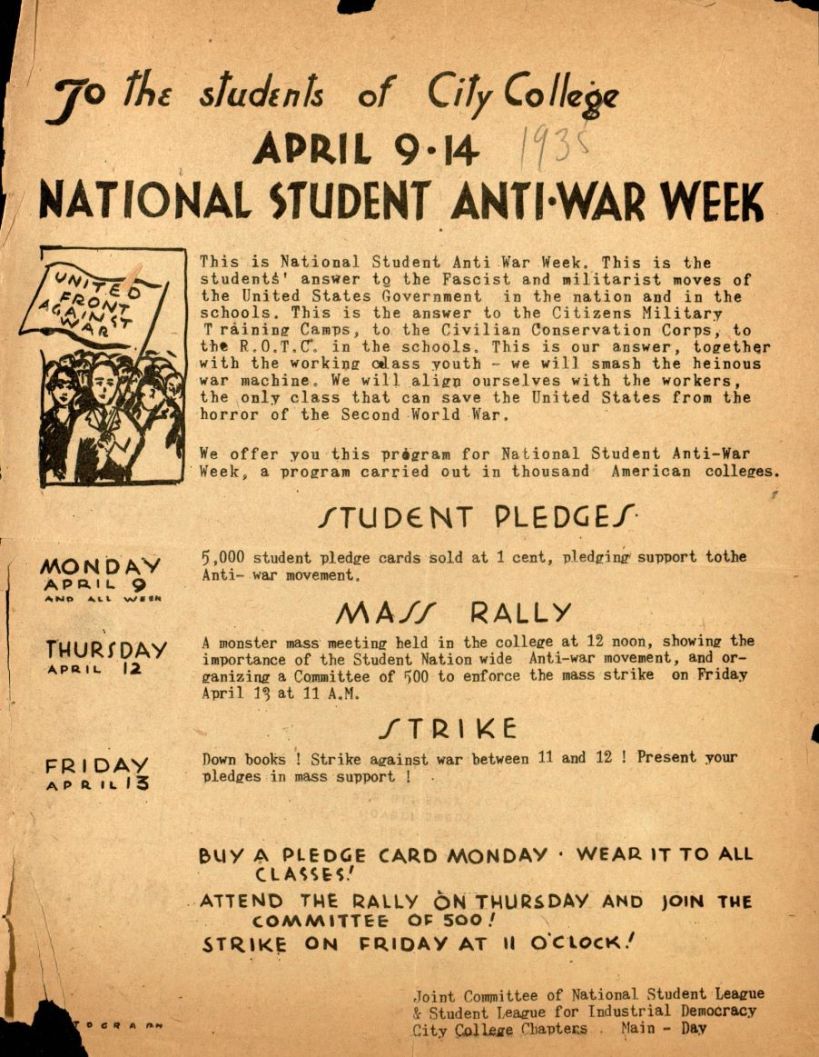 To the students of City College
APRIL 9·14
NATIONAL STUDENT ANTI·WAR WEEK
UNITED
FRONT
AGAINST
WAR
This is National Student Anti War Week. This is the
students' answer to the Fascist and militarist moves of
the United States Government in the nation and in the
schools. This is the answer to the Citizens Military
Training Camps, to the Civilian Conservation Corps, to
the R.O.T.C. in the schools. This is our answer, together
with the working class youth - we will smash the heinous
war machine. We will align ourselves with the workers,
the only class that can save the United States from the
horror of the Second World War.
We offer you this program for National Student Anti-War
Week, a program carried out in thousand American colleges.
STUDENT PLEDGES·
MONDAY
APRIL 9
AND ALL WEEK
5,000 student pledge cards sold at 1 cent, pledging support tothe
Anti- war movement.
MASS RALLY
THURSDAY
APRIL 12
A monster mass meeting held in the college at 12 noon, showing the
importance of the Student Nation wide Anti-war movement, and or-
ganizing a Committee of 500 to enforce the mass strike on Friday
April 13 at 11 A.M.
STRIKE
FRIDAY
APRIL 13
Down books ! Strike against war between 11 and 12 ! Present your
pledges in mass support !
BUY A PLEDGE CARD MONDAY · WEAR IT TO ALL
CLASSES!
ATTEND THE RALLY ON THURSDAY AND JOIN THE
COMMITTEE OF 500!
STRIKE ON FRIDAY AT 11 O'CLOCK!
Joint Committee of National Student League
& Student League for Industrial Democracy
City College Chapters . Main - Day